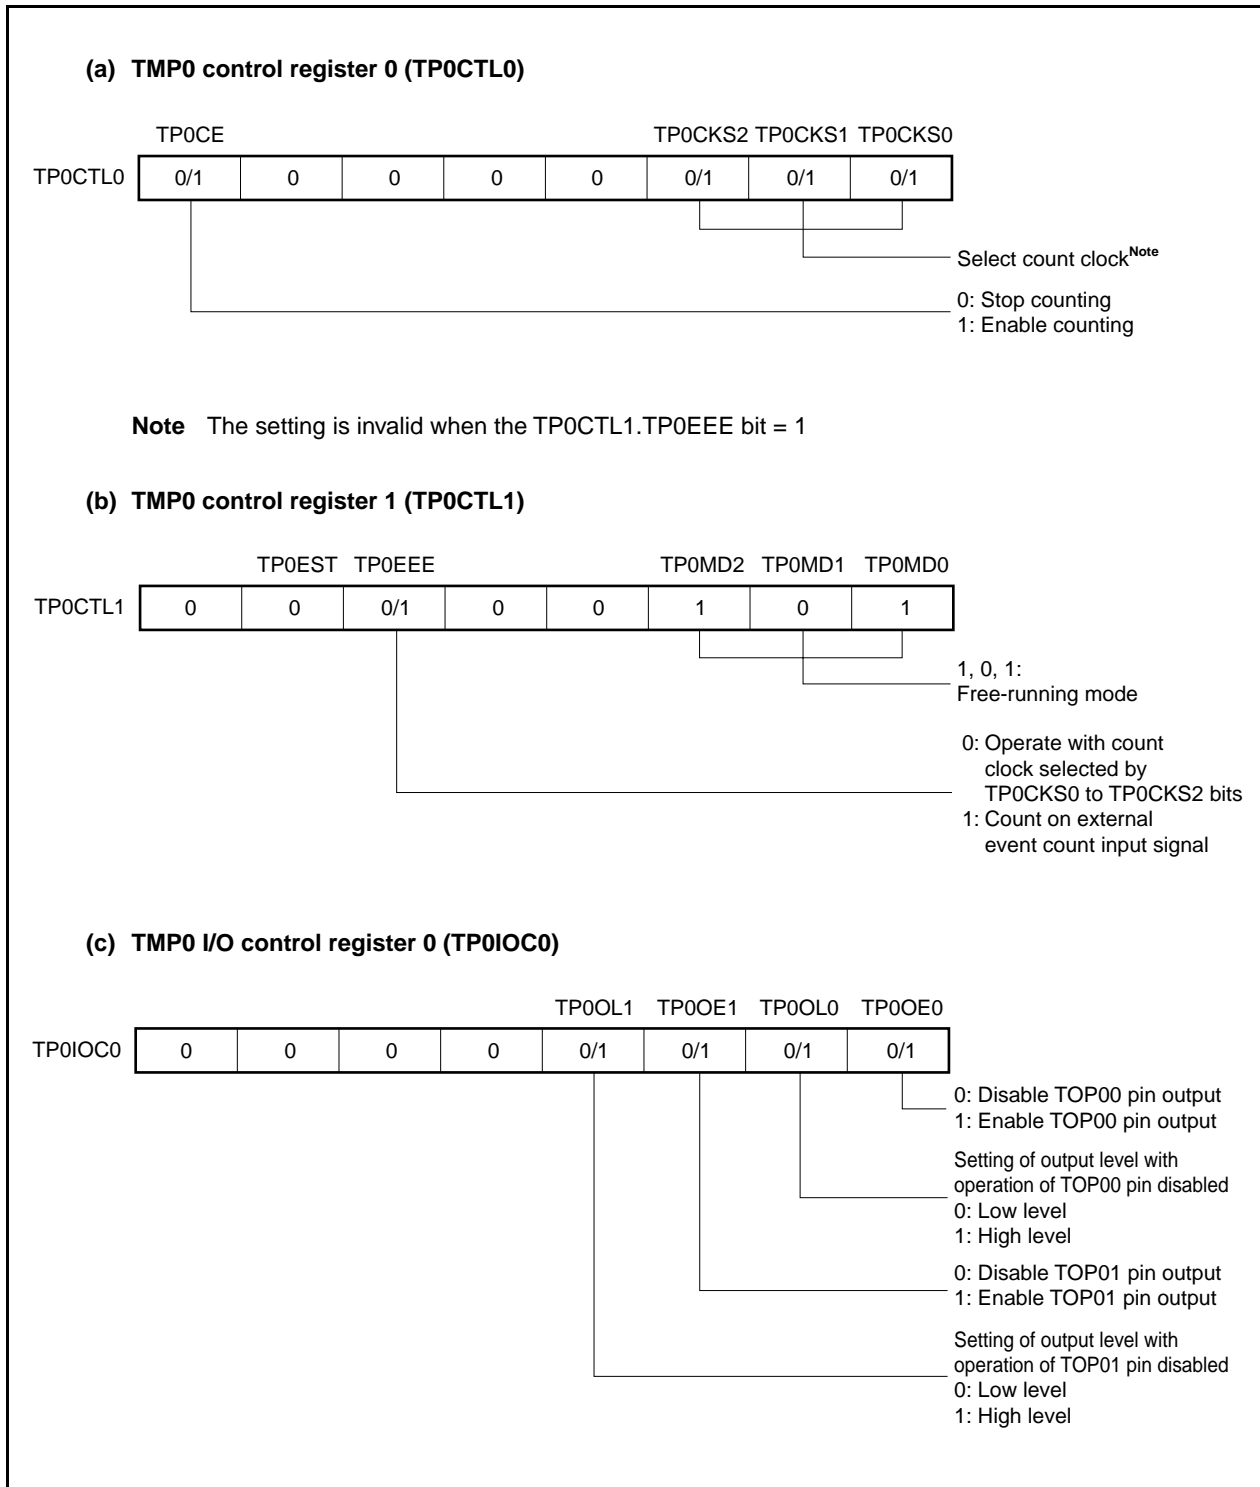 (a) TMP0 control register 0 (TP0CTL0)
TP0CE TP0CKS2 TP0CKS1 TP0CKS0
TP0CTL0 0/1 0 0 0 0 0/1 0/1 0/1
Select count clockNote
0: Stop counting
1: Enable counting
Note The setting is invalid when the TP0CTL1.TP0EEE bit = 1
(b) TMP0 control register 1 (TP0CTL1)
TP0EST TP0EEE TP0MD2 TP0MD1 TP0MD0
TP0CTL1 0 0 0/1 0 0 1 0 1
1, 0, 1:
Free-running mode
0: Operate with count
clock selected by
TP0CKS0 to TP0CKS2 bits
1: Count on external
event count input signal
(c) TMP0 I/O control register 0 (TP0IOC0)
TP0OL1 TP0OE1 TP0OL0 TP0OE0
TP0IOC0 0 0 0 0 0/1 0/1 0/1 0/1
0: Disable TOP00 pin output
1: Enable TOP00 pin output
Setting of output level with
operation of TOP00 pin disabled
0: Low level
1: High level
0: Disable TOP01 pin output
1: Enable TOP01 pin output
Setting of output level with
operation of TOP01 pin disabled
0: Low level
1: High level